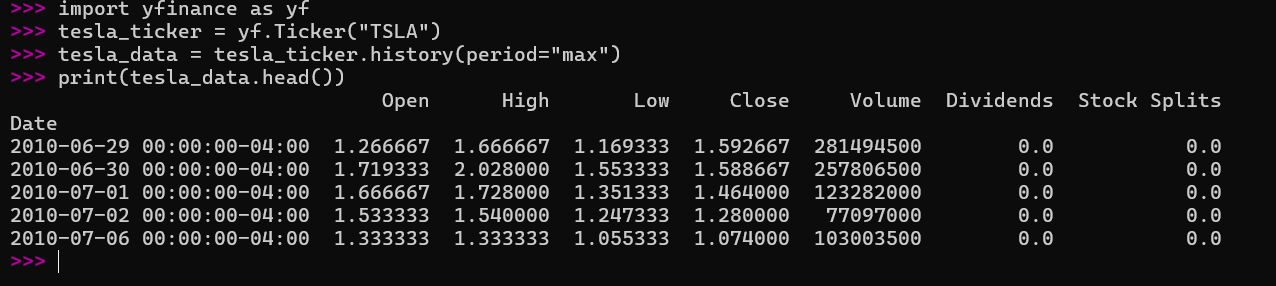 >>> import yfinance as yf
>>> tesla_ticker = yf.Ticker("TSLA")
>>> tesla_data = tesla_ticker.history(period="max")
>>> print(tesla_data.head())
                               Open      High       Low     Close     Volume  Dividends  Stock Splits
Date
2010-06-29 00:00:00-04:00  1.266667  1.666667  1.169333  1.592667  281494500        0.0           0.0
2010-06-30 00:00:00-04:00  1.719333  2.028000  1.553333  1.588667  257806500        0.0           0.0
2010-07-01 00:00:00-04:00  1.666667  1.728000  1.351333  1.464000  123282000        0.0           0.0
2010-07-02 00:00:00-04:00  1.533333  1.540000  1.247333  1.280000   77097000        0.0           0.0
2010-07-06 00:00:00-04:00  1.333333  1.333333  1.055333  1.074000  103003500        0.0           0.0
>>>